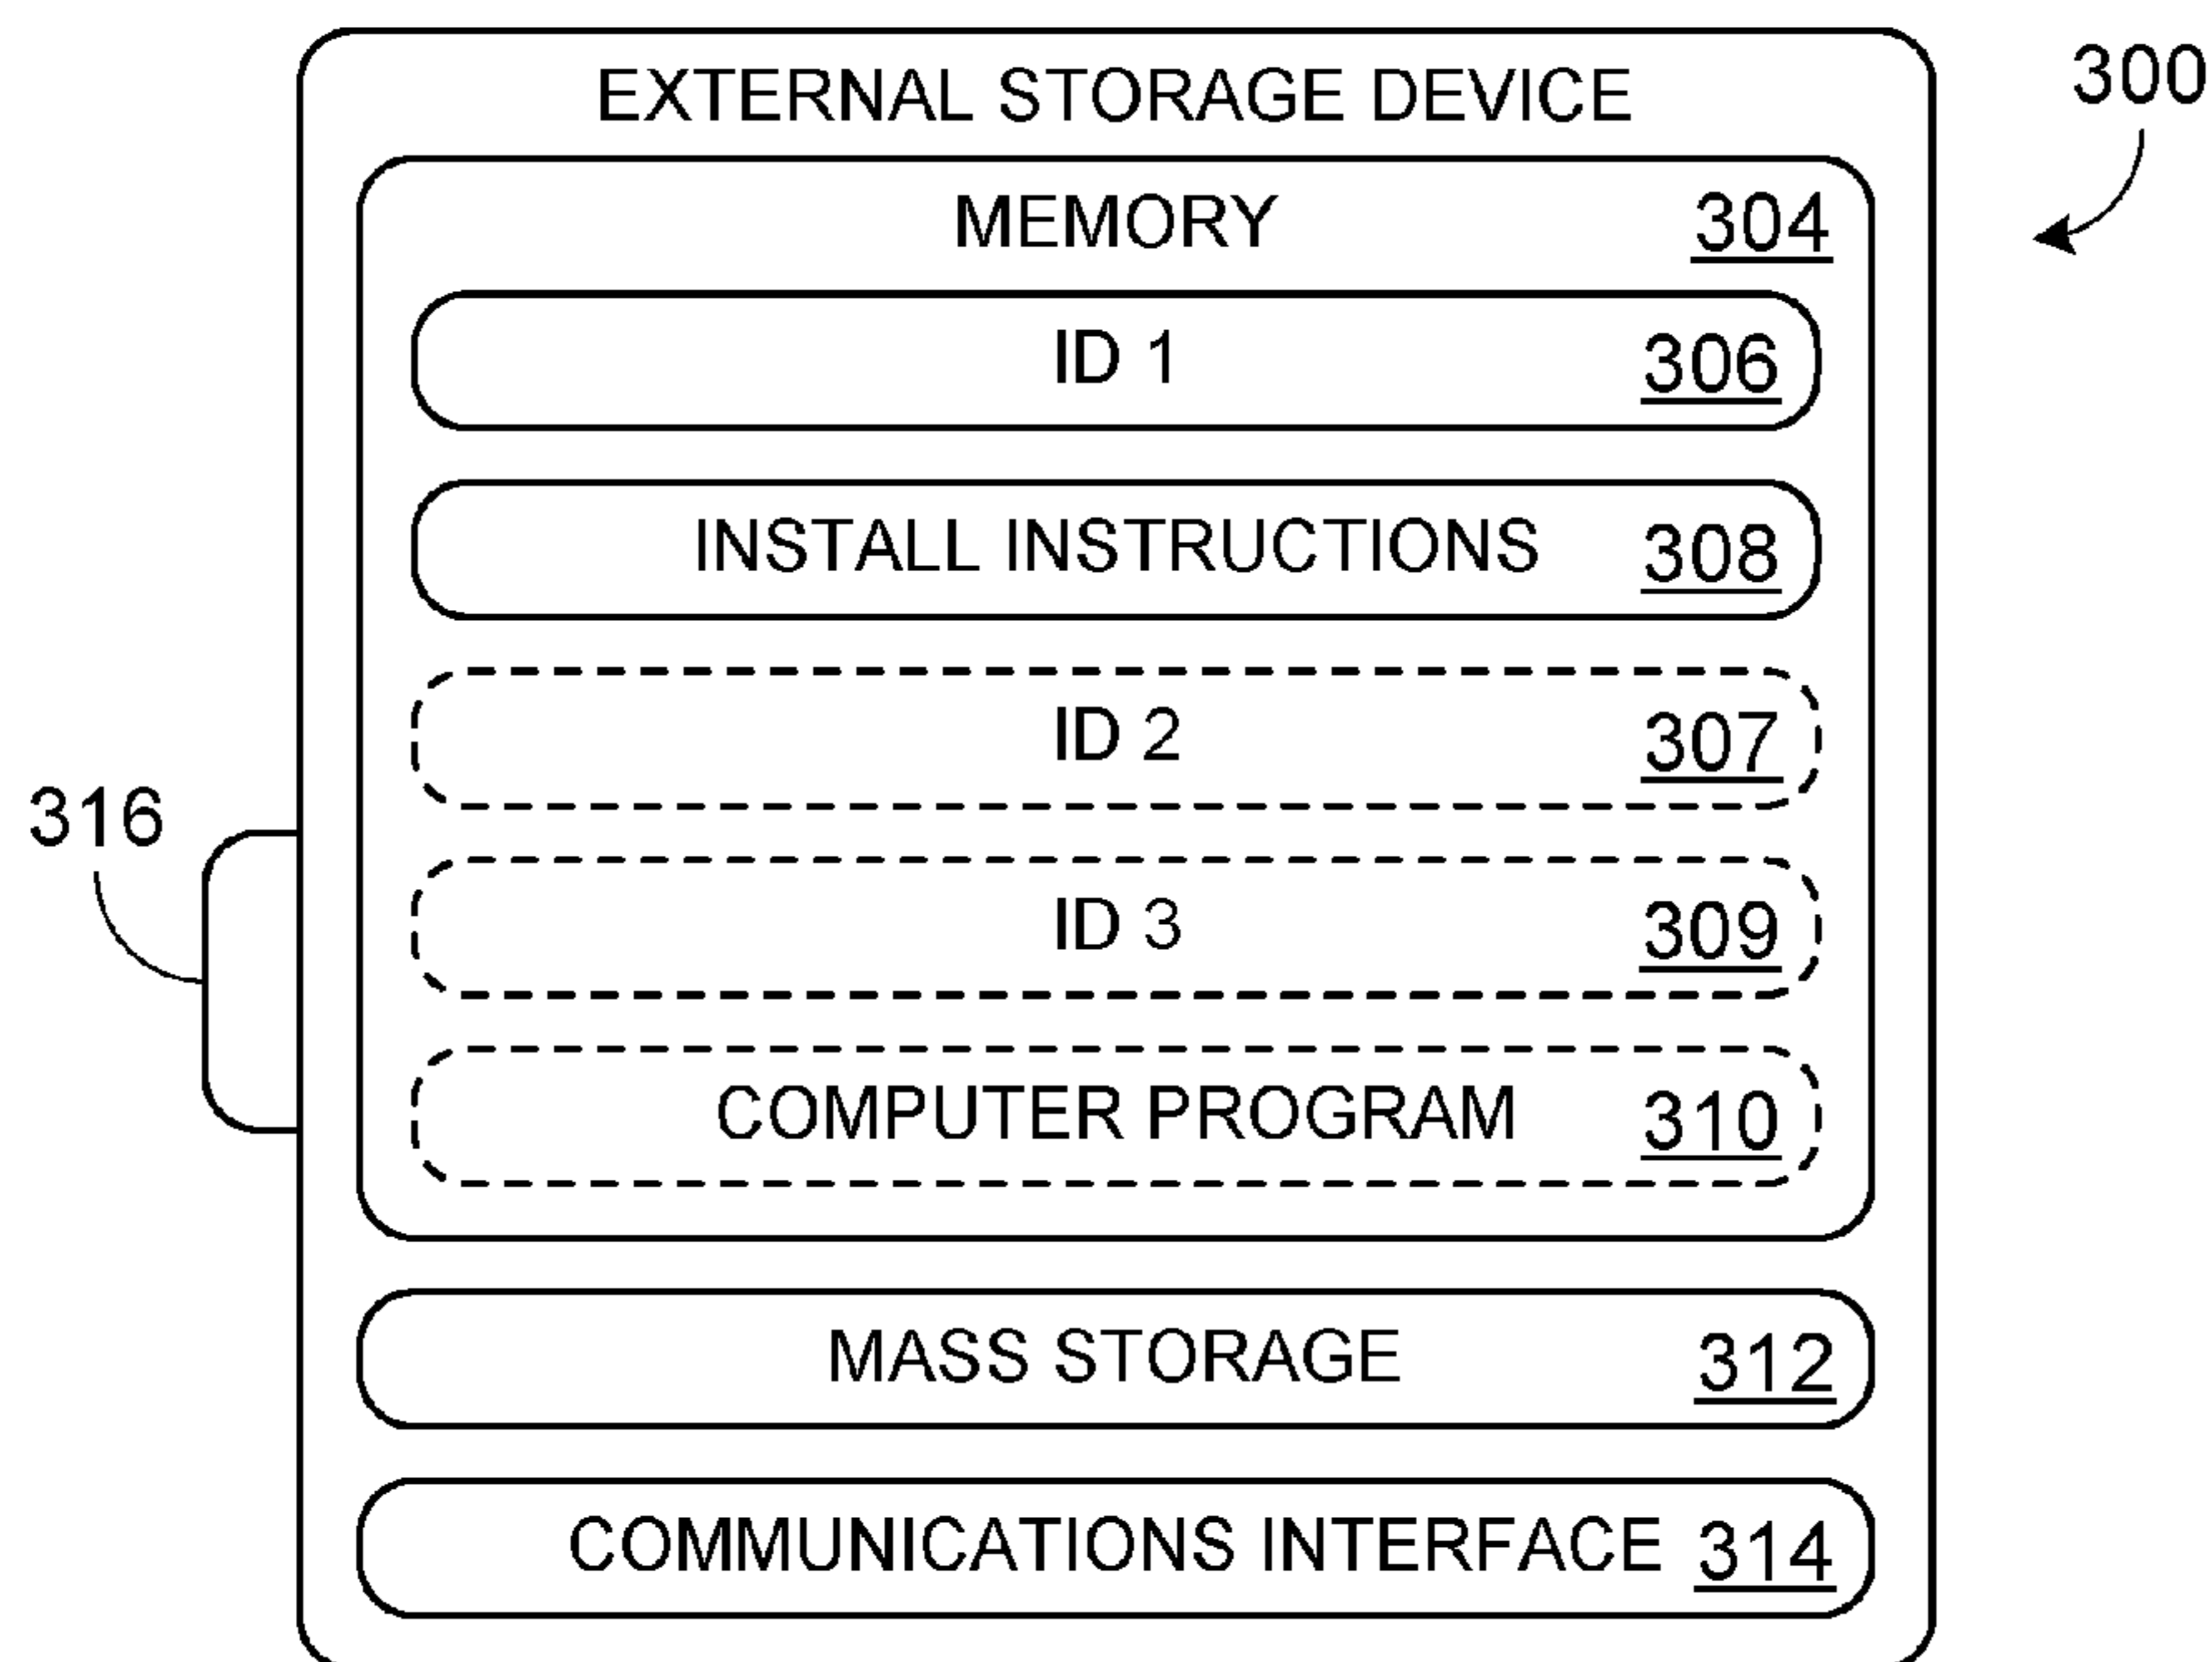 EXTERNAL STORAGE DEVICE
300
MEMORY 304
ID 1 306
INSTALL INSTRUCTIONS 308
ID 2 307
316
ID 3 309
COMPUTER PROGRAM 310
MASS STORAGE 312
COMMUNICATIONS INTERFACE 314